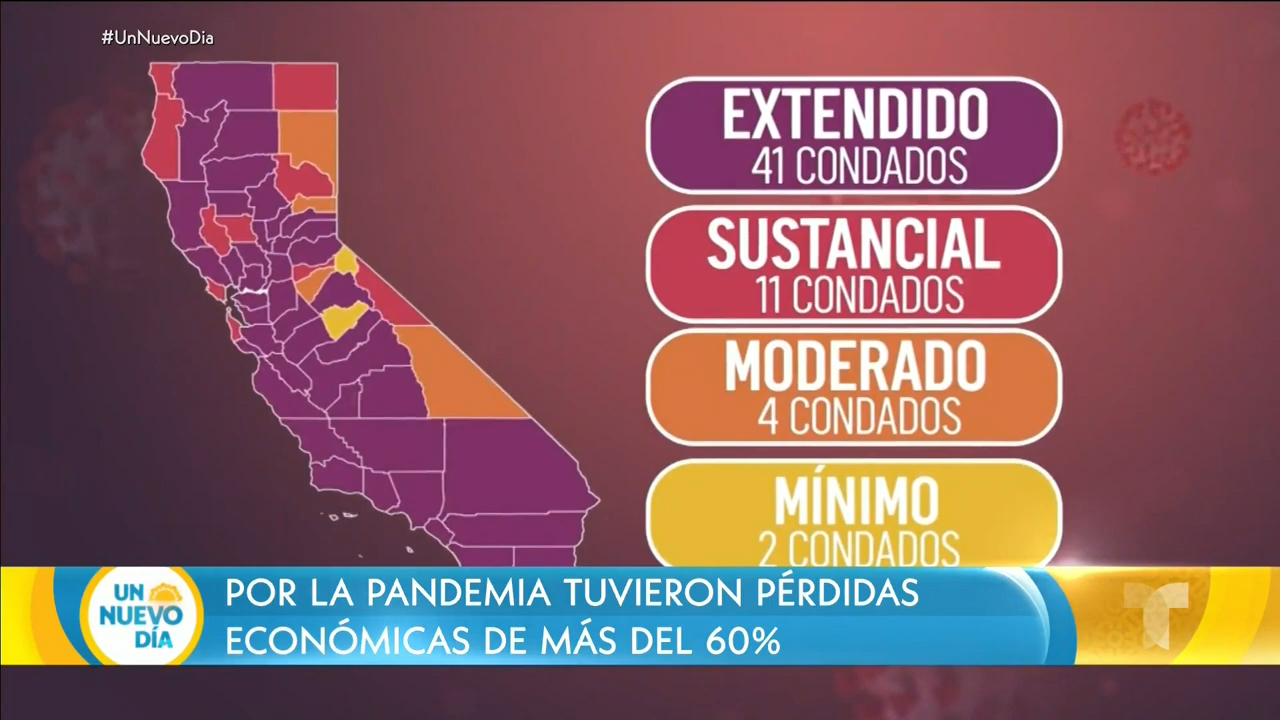 #UnNuevoDia
EXTENDIDO
41 CONDADOS
SUSTANCIAL
11 CONDADOS
MODERADO
4 CONDADOS
MÍNIMO
2 CONDADOS
UN
NUEVO
DÍA
POR LA PANDEMIA TUVIERON PÉRDIDAS
ECONÓMICAS DE MÁS DEL 60%